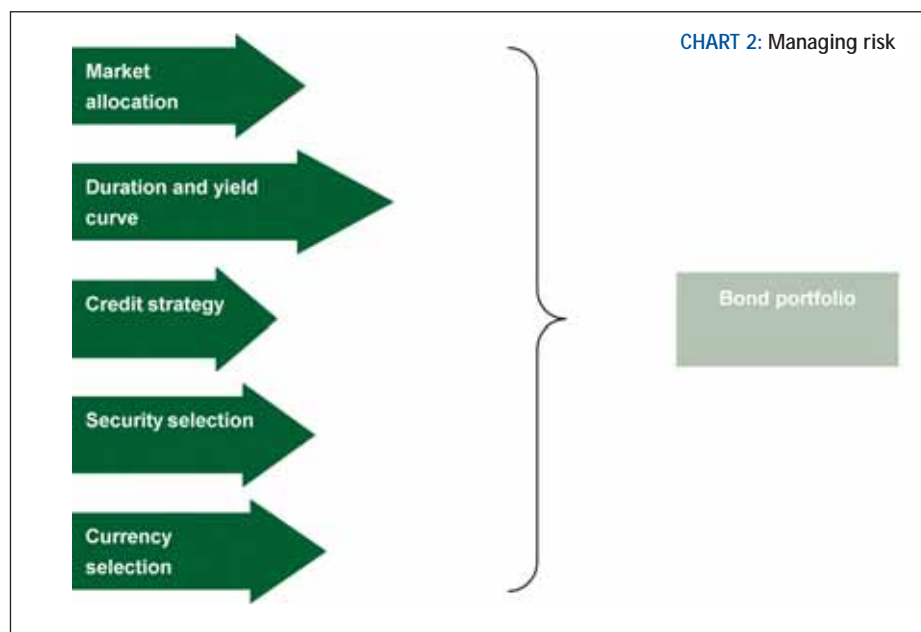 CHART 2: Managing risk
Market
allocation
Duration and yield
curve
Credit strategy
Security selection
Currency
selection
Bond portfolio